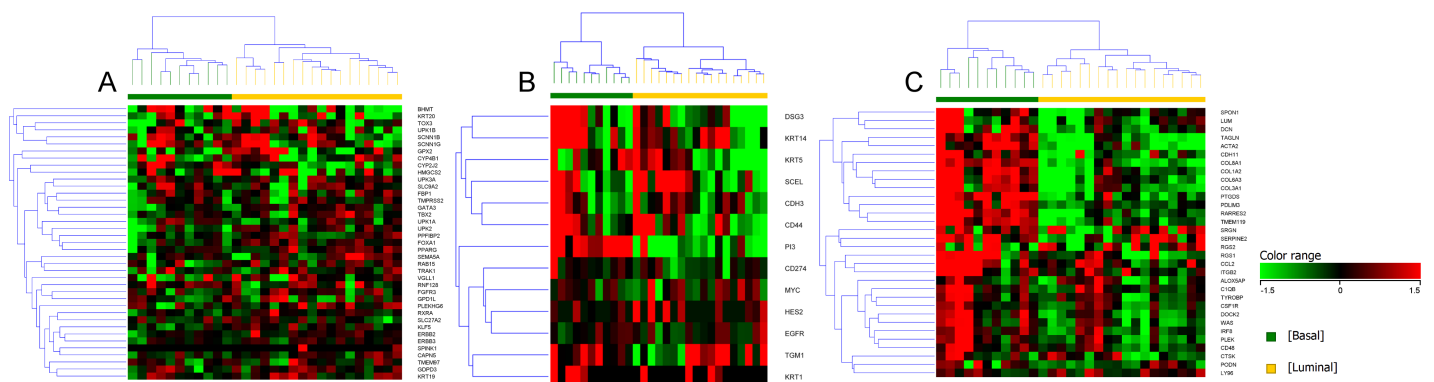 A
BHMT
KRT20
TOX3
UPK1B
SCNN1B
SCNN1G
GPX2
CYP4B1
CYP2J2
HMGCS2
UPK3A
SLC9A2
FBP1
TMPRSS2
GATA3
TBX2
UPK1A
UPK2
PPFIBP2
FOXA1
PPARG
SEMA5A
RAB15
TRAK1
VGLL1
RNF128
FGFR3
GPD1L
PLEKHG6
RXRA
SLC27A2
KLF5
ERBB2
ERBB3
SPINK1
CAPN5
TMEM97
GDPD3
KRT19
B
DSG3
KRT14
KRT5
SCEL
CDH3
CD44
PI3
CD274
MYC
HES2
EGFR
TGM1
KRT1
C
SPON1
LUM
DCN
TAGLN
ACTA2
CDH11
COL6A1
COL1A2
COL6A3
COL3A1
PTGDS
PDLIM3
RARRES2
TMEM119
SRGN
SERPINE2
RGS2
RGS1
CCL2
ITGB2
ALOX5AP
C1QB
TYROBP
CSF1R
DOCK2
WAS
IRF8
PLEK
CD48
CTSK
PODN
LY96
Color range
-1.5 0 1.5
[Basal]
[Luminal]